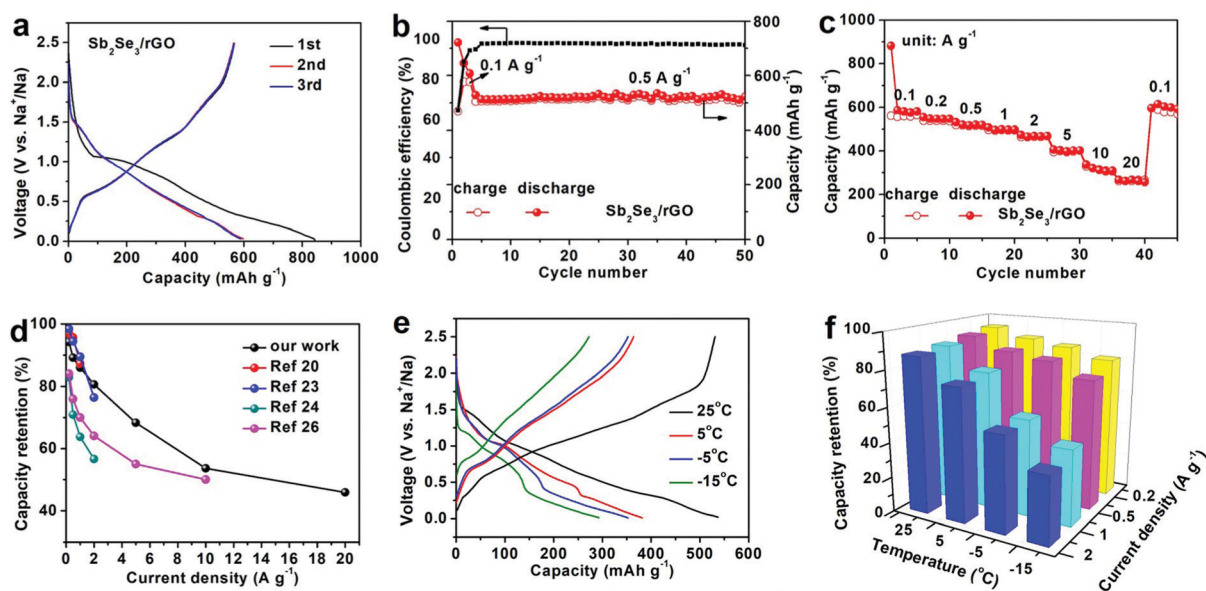 a
Sb2Se3/rGO
1st
2nd
3rd
2.5
2.0
1.5
1.0
0.5
0.0
0 200 400 600 800 1000
Voltage (V vs. Na+/Na)
Capacity (mAh g-1)
b
100
80
60
40
20
0
800
600
400
200
0
0.1 A g-1
0.5 A g-1
charge discharge
Sb2Se3/rGO
0 10 20 30 40 50
Coulombic efficiency (%)
Capacity (mAh g-1)
Cycle number
c
unit: A g-1
1000
800
600
400
200
0
0.1 0.2 0.5 1 2 5 10 20 0.1
charge discharge
Sb2Se3/rGO
0 10 20 30 40
Capacity (mAh g-1)
Cycle number
d
100
80
60
40
our work
Ref 20
Ref 23
Ref 24
Ref 26
0 2 4 6 8 10 12 14 16 18 20
Capacity retention (%)
Current density (A g-1)
e
2.5
2.0
1.5
1.0
0.5
0.0
25°C
5°C
-5°C
-15°C
0 100 200 300 400 500 600
Voltage (V vs. Na+/Na)
Capacity (mAh g-1)
f
100
80
60
40
20
0
25 5 -5 -15
2 1 0.5 0.2
Capacity retention (%)
Temperature (°C)
Current density (A g-1)